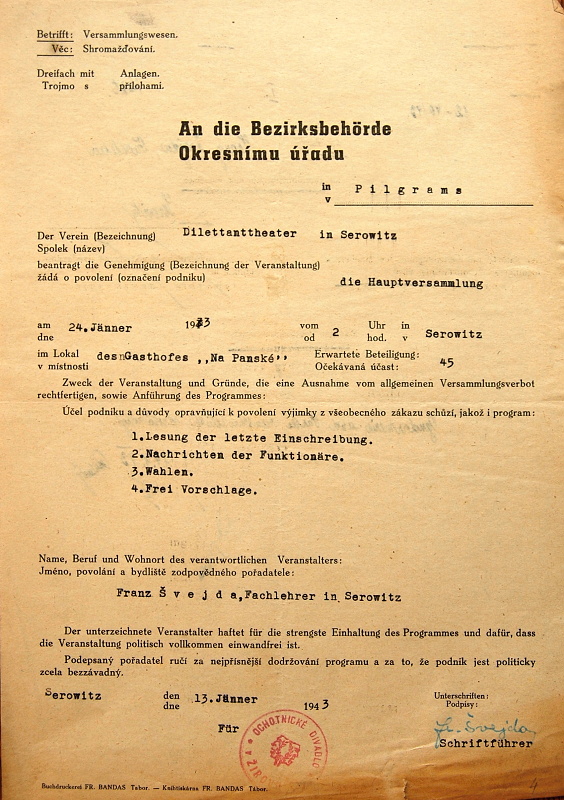 Betrifft: Versammlungswesen.
Věc: Shromažďování.
Dreifach mit Anlagen.
Trojmo s přílohami.
An die Bezirksbehörde
Okresnímu úřadu
in
v Pilgrams
Der Verein (Bezeichnung) Dilettanttheater in Serowitz
Spolek (název)
beantragt die Genehmigung (Bezeichnung der Veranstaltung)
žádá o povolení (označení podniku) die Hauptversammlung
am 24.Jänner 1943 vom 2 Uhr in Serowitz
dne od hod. v
im Lokal des Gasthofes ,,Na Panské'' Erwartete Beteiligung: 45
v místnosti Očekávaná účast:
Zweck der Veranstaltung und Gründe, die eine Ausnahme vom allgemeinen Versammlungsverbot
rechtfertigen, sowie Anführung des Programmes:
Účel podniku a důvody opravňující k povolení výjimky z všeobecného zákazu schůzí, jakož i program:
1.Lesung der letzte Einschreibung.
2.Nachrichten der Funktionäre.
3.Wahlen.
4.Frei Vorschlage.
Name, Beruf und Wohnort des verantwortlichen Veranstalters:
Jméno, povolání a bydliště zodpovědného pořadatele:
Franz Švejda,Fachlehrer in Serowitz
Der unterzeichnete Veranstalter haftet für die strengste Einhaltung des Programmes und dafür, dass
die Veranstaltung politisch vollkommen einwandfrei ist.
Podepsaný pořadatel ručí za nejpřísnější dodržování programu a za to, že podnik jest politicky
zcela bezzávadný.
Serowitz den 13.Jänner 1943 Unterschriften:
dne Podpisy:
Für
OCHOTNICKÉ DIVADLO
Fr. Švejda
Schriftführer
Buchdruckerei FR. BANDAS Tabor. — Knihtiskárna FR. BANDAS Tábor.
4